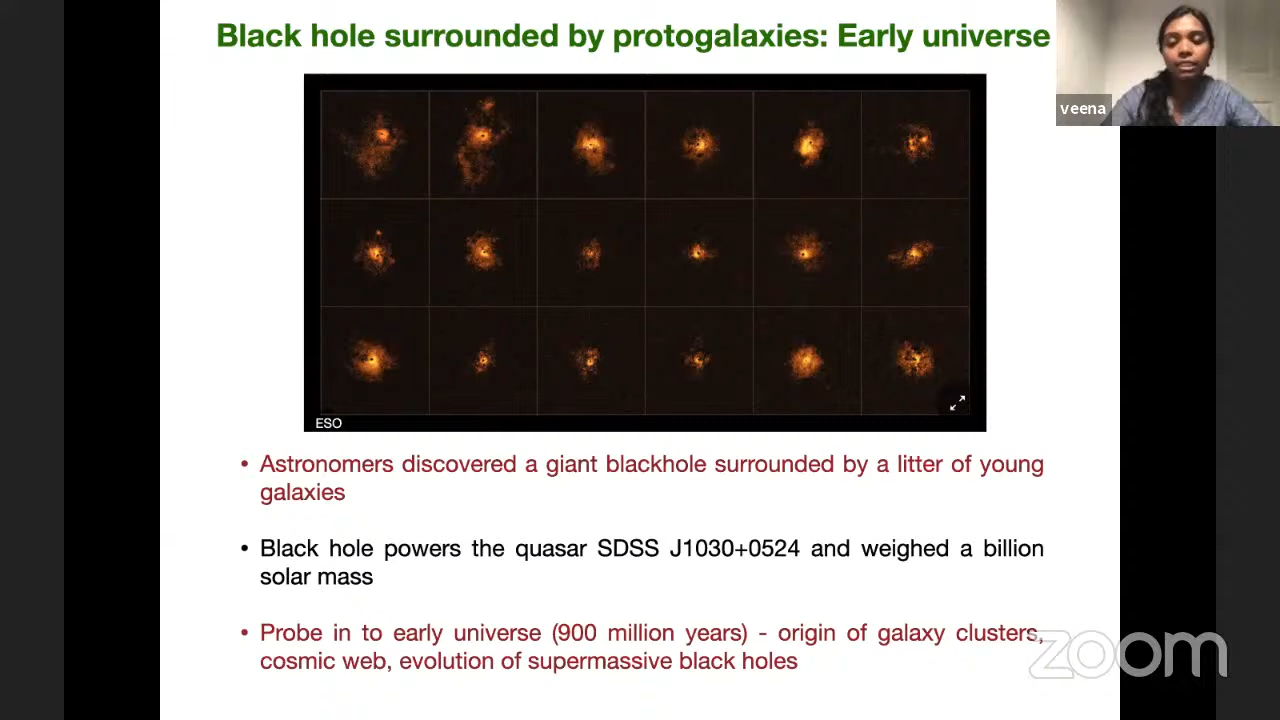 Black hole surrounded by protogalaxies: Early universe
veena
ESO
• Astronomers discovered a giant blackhole surrounded by a litter of young
galaxies
• Black hole powers the quasar SDSS J1030+0524 and weighed a billion
solar mass
• Probe in to early universe (900 million years) - origin of galaxy clusters,
cosmic web, evolution of supermassive black holes
zoom